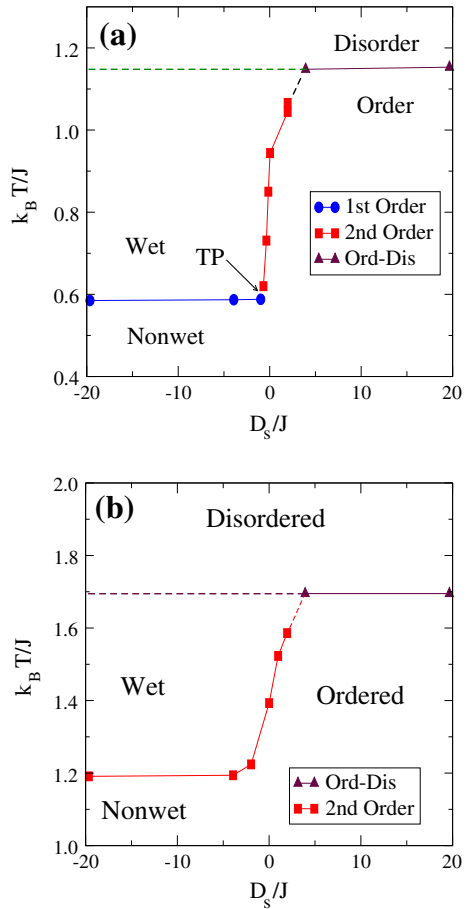 (a)
Disorder
Order
1st Order
2nd Order
Ord-Dis
Wet
TP
Nonwet
k_B T/J
1.2
1.0
0.8
0.6
0.4
-20 -10 0 10 20
D_s/J
(b)
Disordered
Wet
Ordered
Ord-Dis
2nd Order
Nonwet
k_B T/J
2.0
1.8
1.6
1.4
1.2
1.0
-20 -10 0 10 20
D_s/J